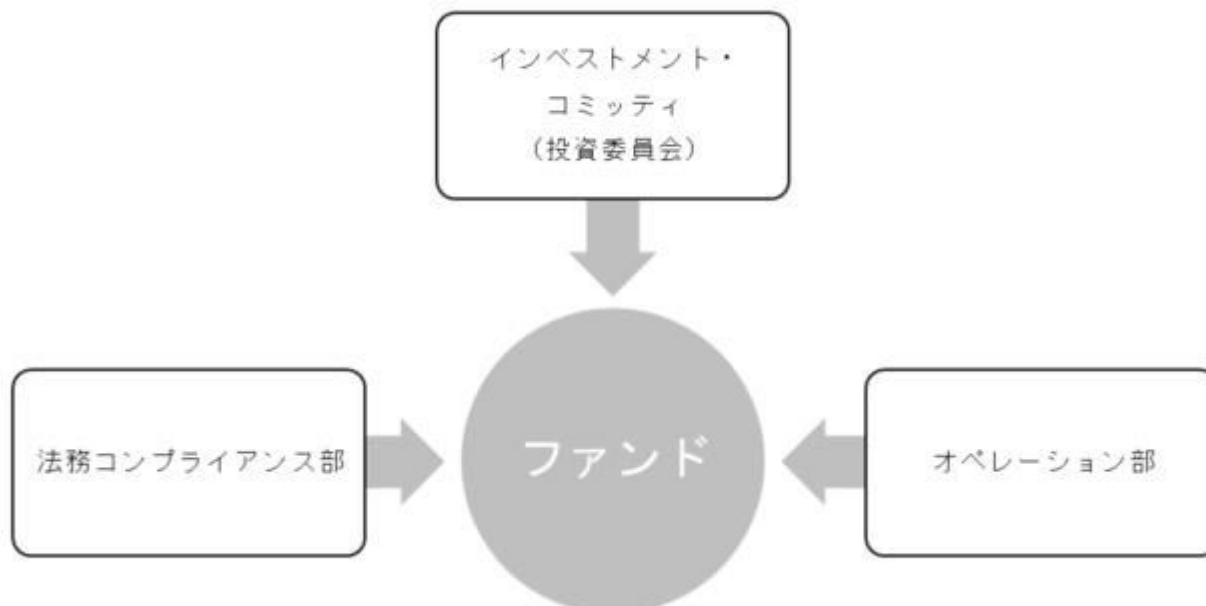 インベストメント・
コミッティ
（投資委員会）
法務コンプライアンス部
ファンド
オペレーション部